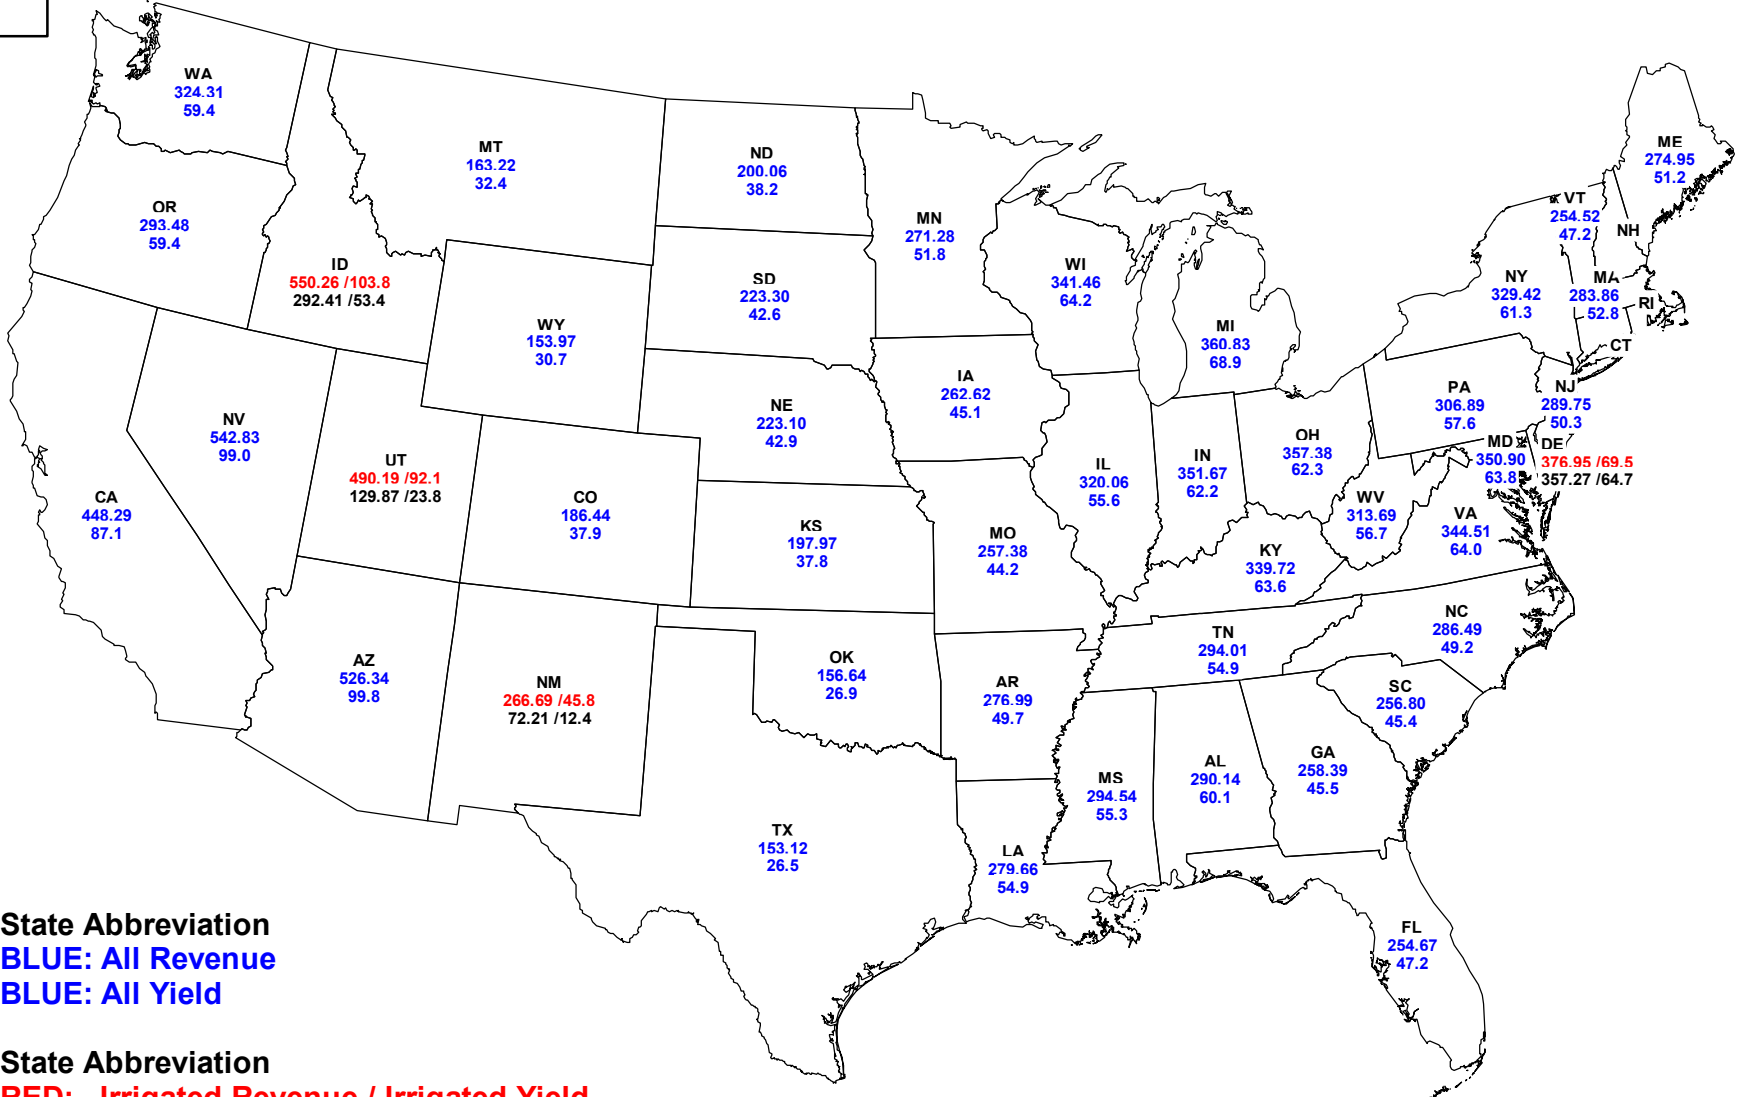 WA
324.31
59.4
MT
163.22
32.4
ND
200.06
38.2
ME
274.95
51.2
OR
293.48
59.4
VT
254.52
47.2
MN
271.28
51.8
NH
ID
550.26 /103.8
292.41 /53.4
WI
341.46
64.2
SD
223.30
42.6
NY
329.42
61.3
MA
283.86
52.8
RI
WY
153.97
30.7
MI
360.83
68.9
CT
IA
262.62
45.1
PA
306.89
57.6
NJ
289.75
50.3
NE
223.10
42.9
NV
542.83
99.0
OH
357.38
62.3
MD
350.90
63.8
DE
376.95 /69.5
357.27 /64.7
UT
490.19 /92.1
129.87 /23.8
IN
351.67
62.2
IL
320.06
55.6
CA
448.29
87.1
CO
186.44
37.9
WV
313.69
56.7
VA
344.51
64.0
KS
197.97
37.8
MO
257.38
44.2
KY
339.72
63.6
NC
286.49
49.2
TN
294.01
54.9
AZ
526.34
99.8
OK
156.64
26.9
NM
266.69 /45.8
72.21 /12.4
AR
276.99
49.7
SC
256.80
45.4
GA
258.39
45.5
AL
290.14
60.1
MS
294.54
55.3
TX
153.12
26.5
LA
279.66
54.9
FL
254.67
47.2
State Abbreviation
BLUE: All Revenue
BLUE: All Yield
State Abbreviation
RED: Irrigated Revenue / Irrigated Yield